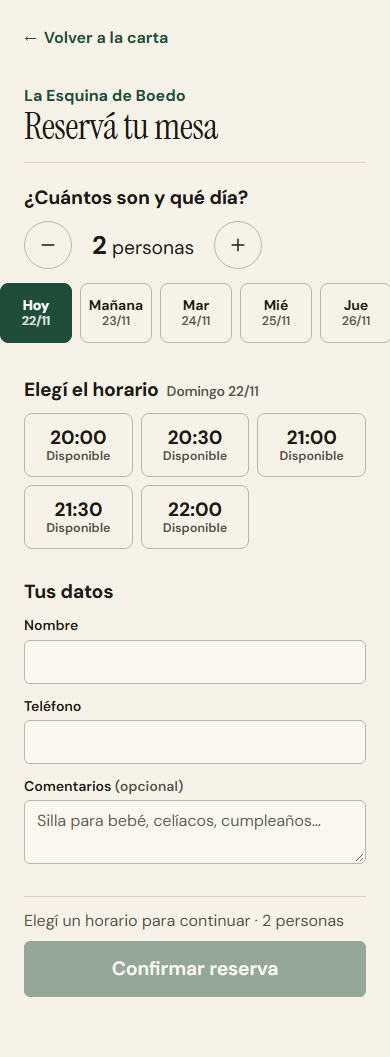 ← Volver a la carta
La Esquina de Boedo
Reservá tu mesa
¿Cuántos son y qué día?
− 2 personas +
Hoy Mañana Mar Mié Jue
22/11 23/11 24/11 25/11 26/11
Elegí el horario Domingo 22/11
20:00 20:30 21:00
Disponible Disponible Disponible
21:30 22:00
Disponible Disponible
Tus datos
Nombre
Teléfono
Comentarios (opcional)
Silla para bebé, celíacos, cumpleaños...
Elegí un horario para continuar · 2 personas
Confirmar reserva